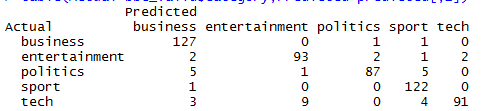 Predicted
Actual business entertainment politics sport tech
business 127 0 1 1 0
entertainment 2 93 2 1 2
politics 5 1 87 5 0
sport 1 0 0 122 0
tech 3 9 0 4 91